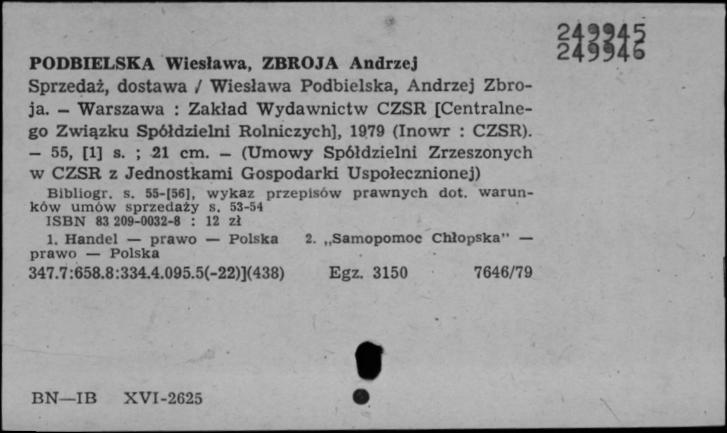 249945
249946
PODBIELSKA Wiesława, ZBROJA Andrzej
Sprzedaż, dostawa / Wiesława Podbielska, Andrzej Zbro-
ja. — Warszawa : Zakład Wydawnictw CZSR [Centralne-
go Związku Spółdzielni Rolniczych], 1979 (Inowr : CZSR).
— 55, [1] s. ; 21 cm. — (Umowy Spółdzielni Zrzeszonych
w CZSR z Jednostkami Gospodarki Uspołecznionej)
Bibliogr. s. 55-[56], wykaz przepisów prawnych dot. warun-
ków umów sprzedaży s. 53-54
ISBN 83 209-0032-8 : 12 zł
1. Handel — prawo — Polska 2. „Samopomoc Chłopska" —
prawo — Polska
347.7:658.8:334.4.095.5(-22)](438) Egz. 3150 7646/79
BN—IB XVI-2625